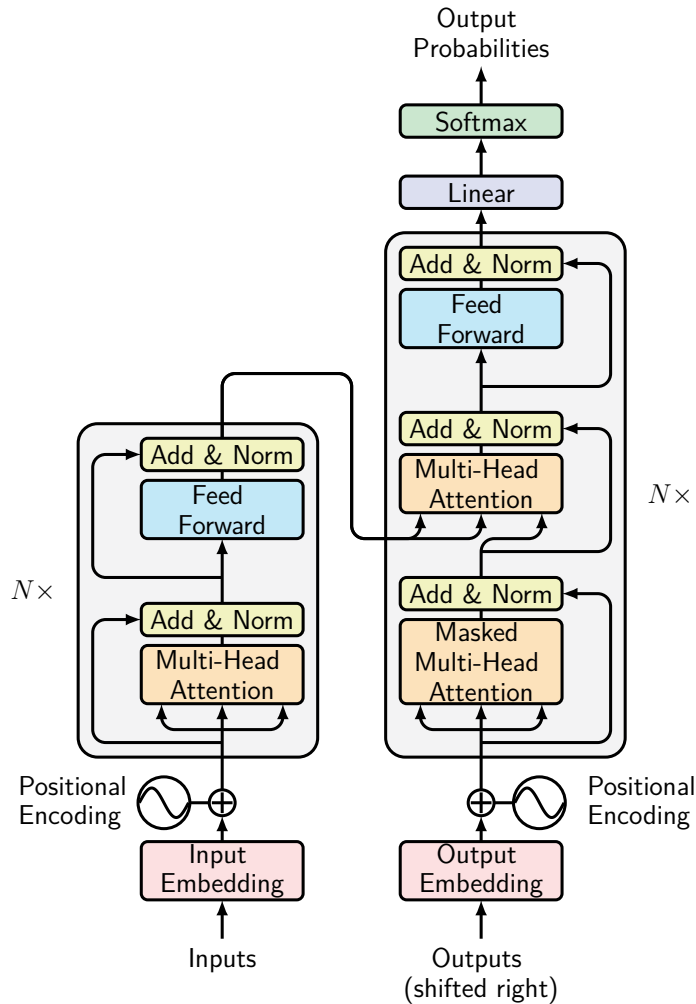 Output
Probabilities
Softmax
Linear
Add & Norm
Feed
Forward
Add & Norm
Multi-Head
Attention
N×
Add & Norm
Masked
Multi-Head
Attention
Add & Norm
Feed
Forward
N×
Add & Norm
Multi-Head
Attention
Positional
Encoding
Positional
Encoding
Input
Embedding
Output
Embedding
Inputs
Outputs
(shifted right)